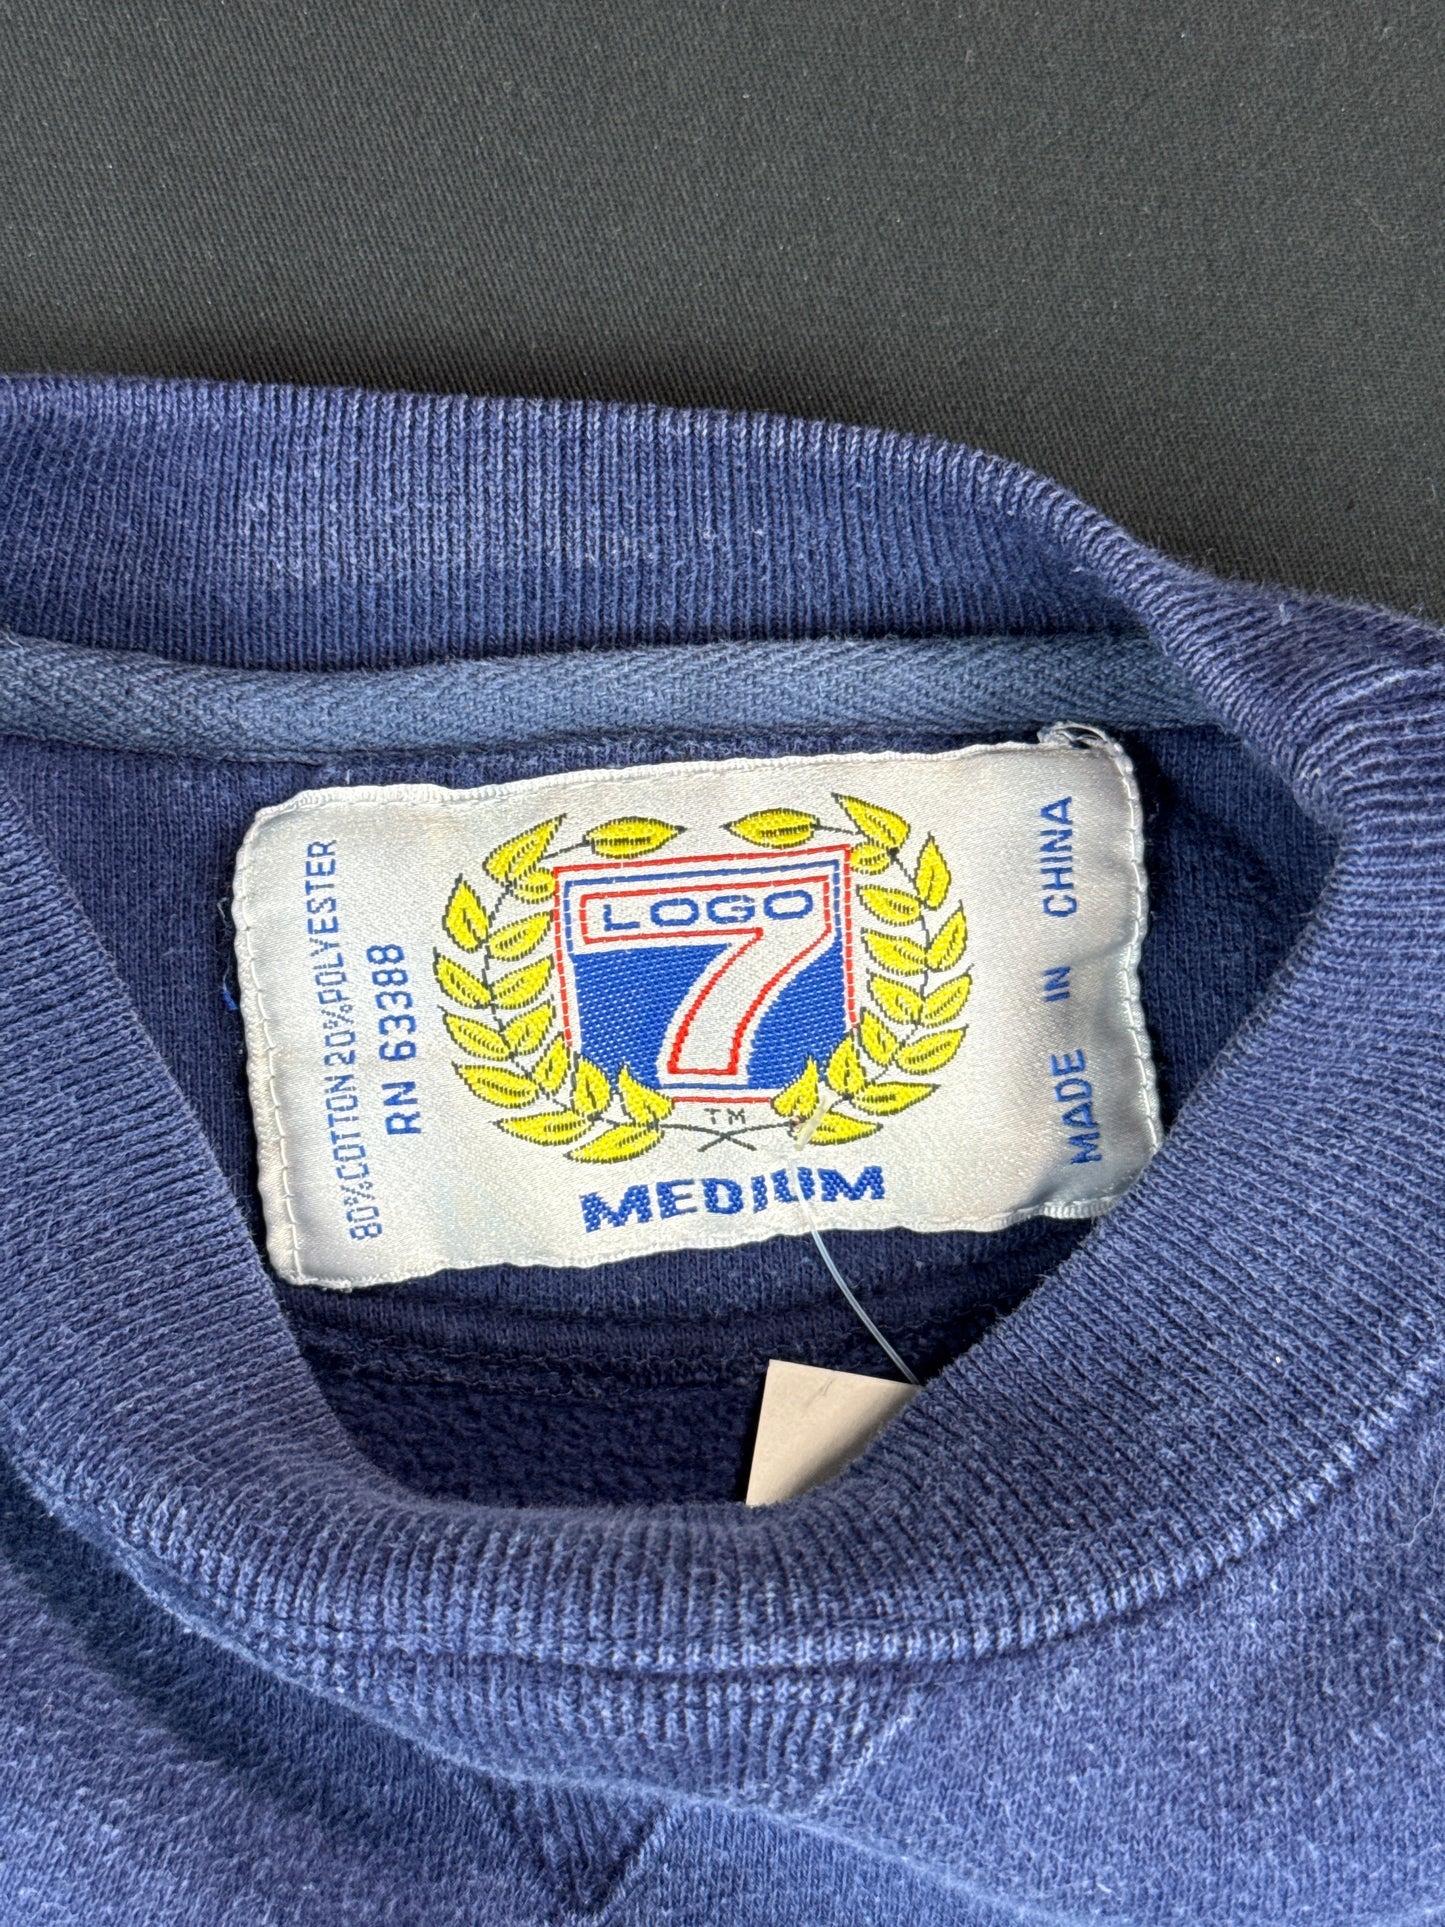 80% COTTON 20% POLYESTER
RN 63388
LOGO
7
TM
MEDIUM
MADE IN CHINA